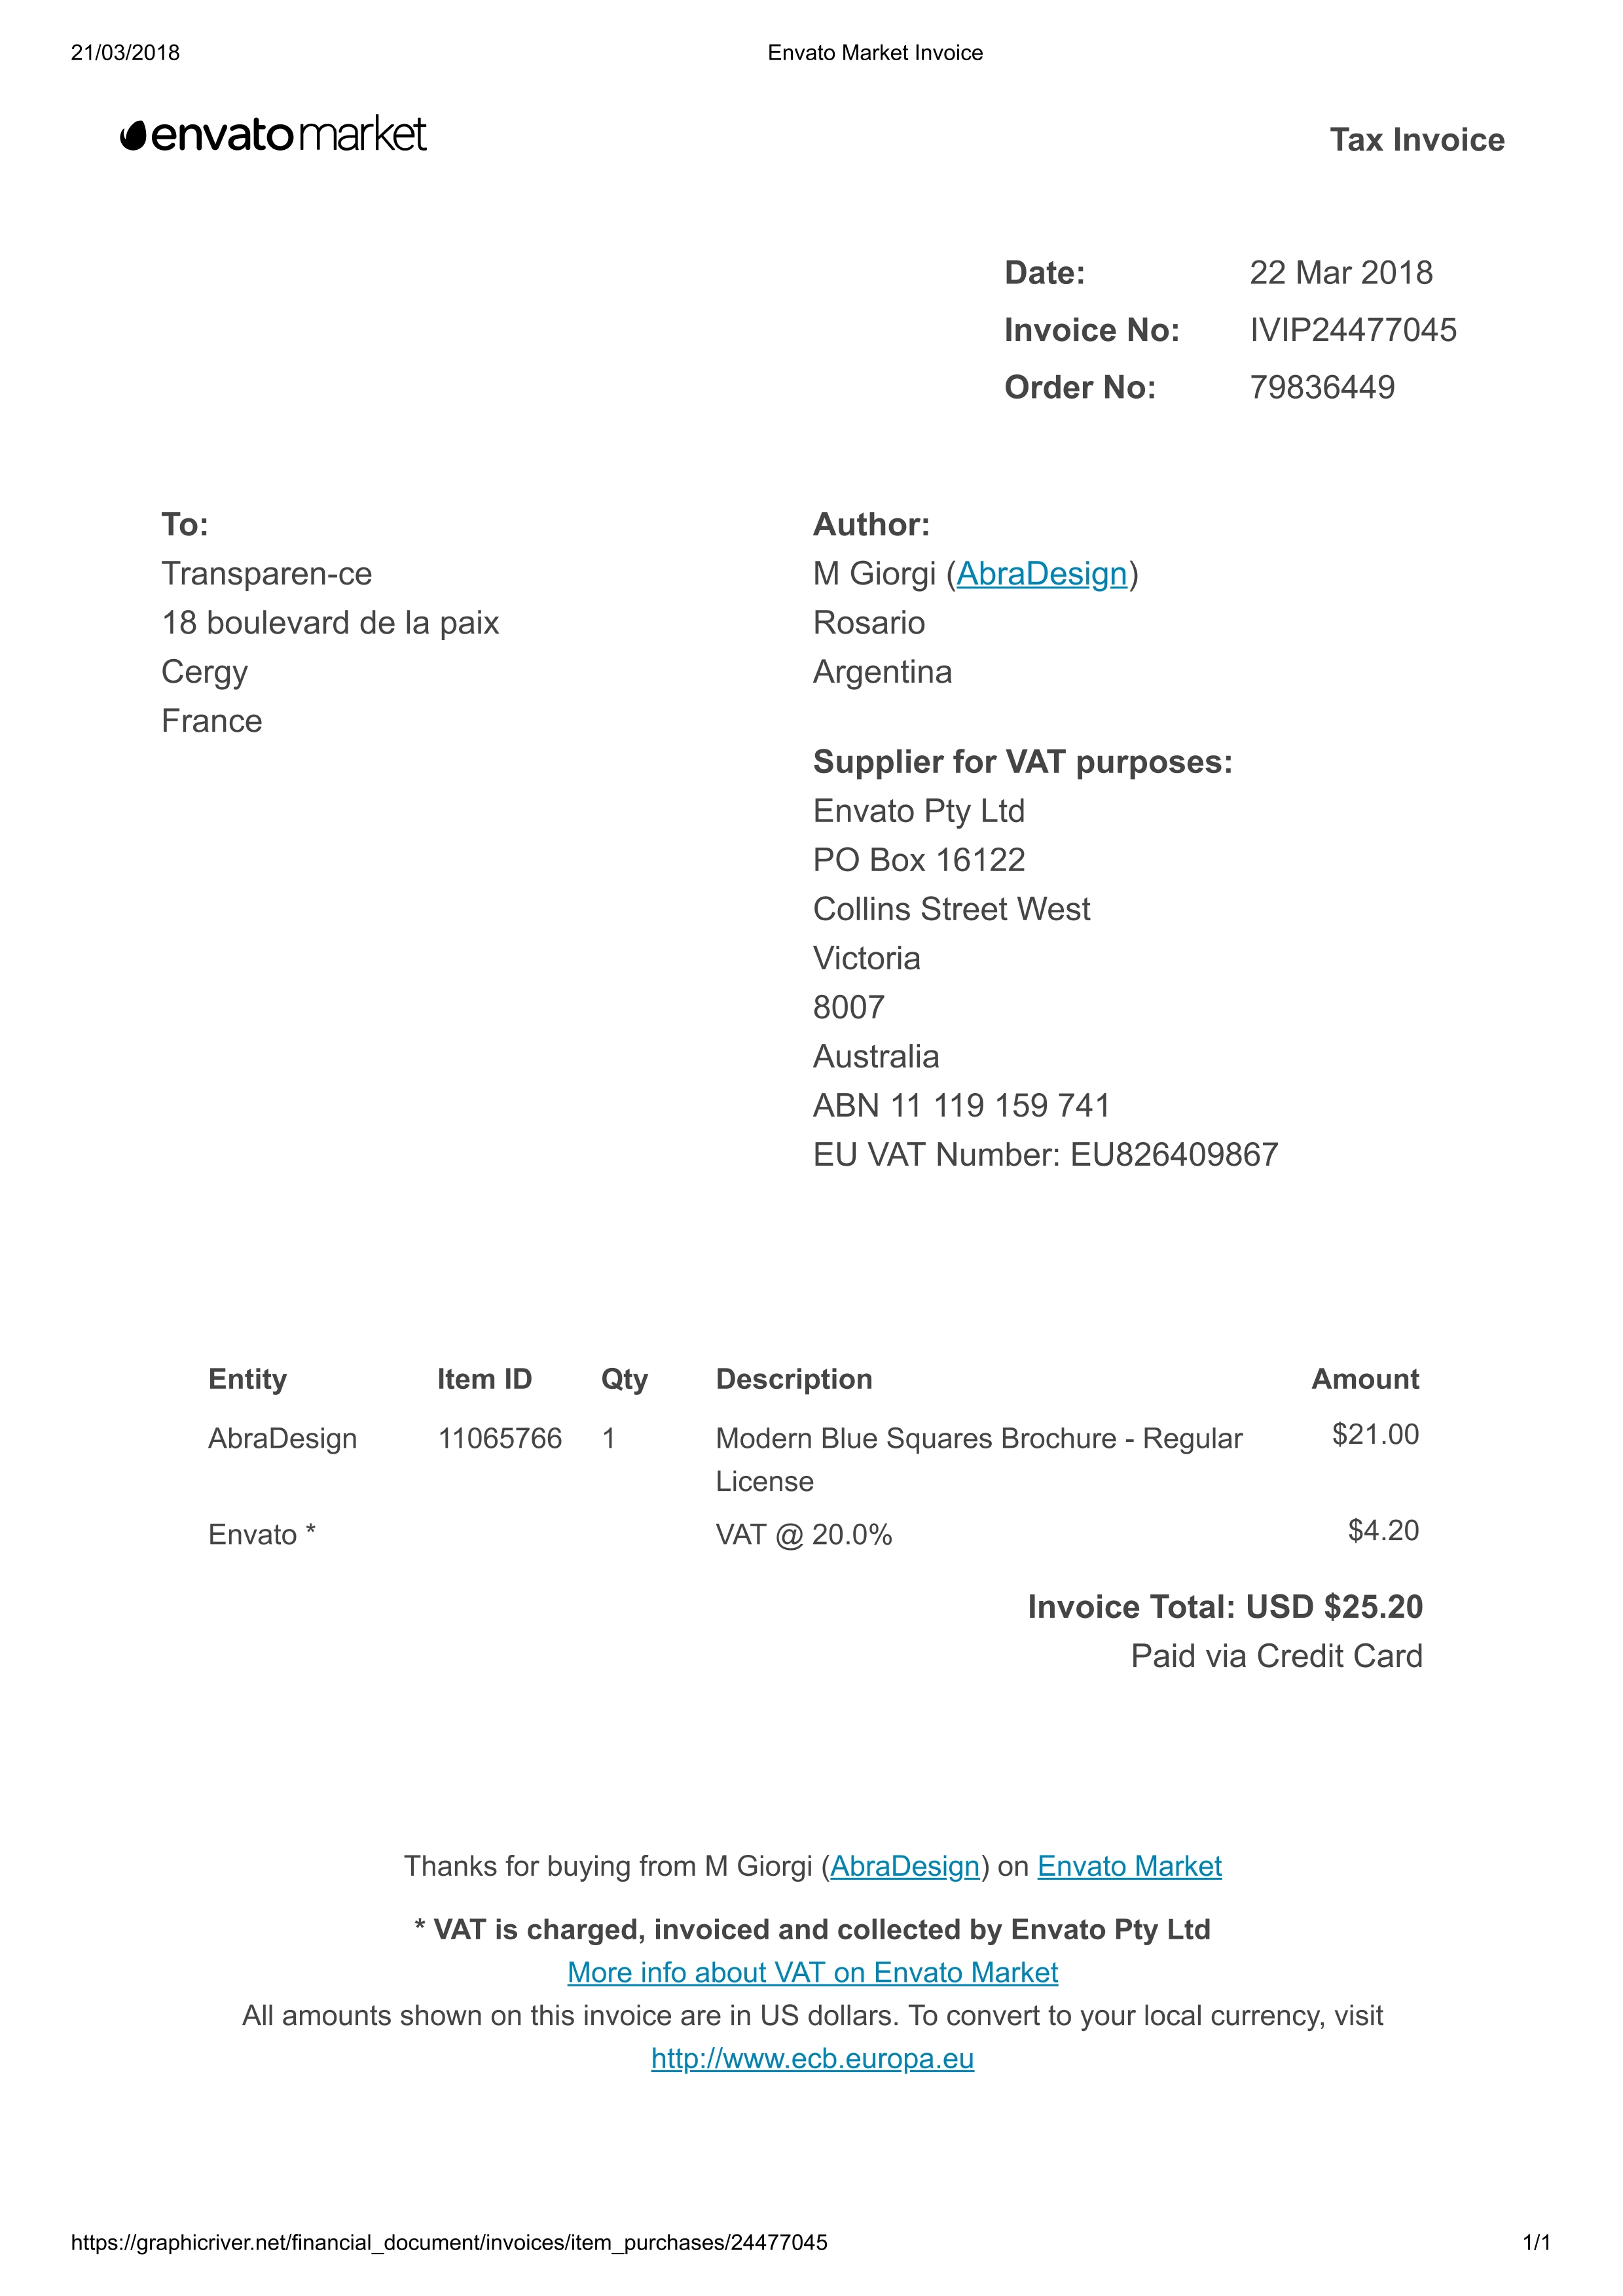 21/03/2018 Envato Market Invoice
envatomarket
Tax Invoice
Date: 22 Mar 2018
Invoice No: IVIP24477045
Order No: 79836449
To:
Transparen-ce
18 boulevard de la paix
Cergy
France
Author:
M Giorgi (AbraDesign)
Rosario
Argentina
Supplier for VAT purposes:
Envato Pty Ltd
PO Box 16122
Collins Street West
Victoria
8007
Australia
ABN 11 119 159 741
EU VAT Number: EU826409867
Entity Item ID Qty Description Amount
AbraDesign 11065766 1 Modern Blue Squares Brochure - Regular $21.00
License
Envato * VAT @ 20.0% $4.20
Invoice Total: USD $25.20
Paid via Credit Card
Thanks for buying from M Giorgi (AbraDesign) on Envato Market
* VAT is charged, invoiced and collected by Envato Pty Ltd
More info about VAT on Envato Market
All amounts shown on this invoice are in US dollars. To convert to your local currency, visit
http://www.ecb.europa.eu
https://graphicriver.net/financial_document/invoices/item_purchases/24477045 1/1